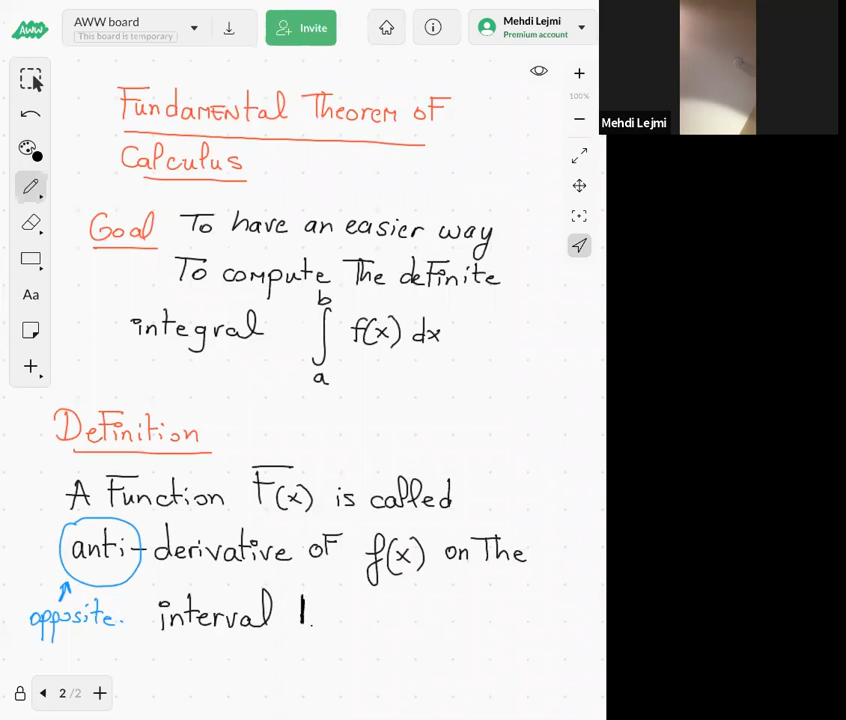 AWW
AWW board
This board is temporary
Invite
Mehdi Lejmi
Premium account
100%
Mehdi Lejmi
Fundamental Theorem of
Calculus
Goal To have an easier way
To compute The definite
integral ∫ₐᵇ f(x) dx
Definition
A Function F(x) is called
anti-derivative of f(x) on The
opposite. interval I.
Aa
2 / 2